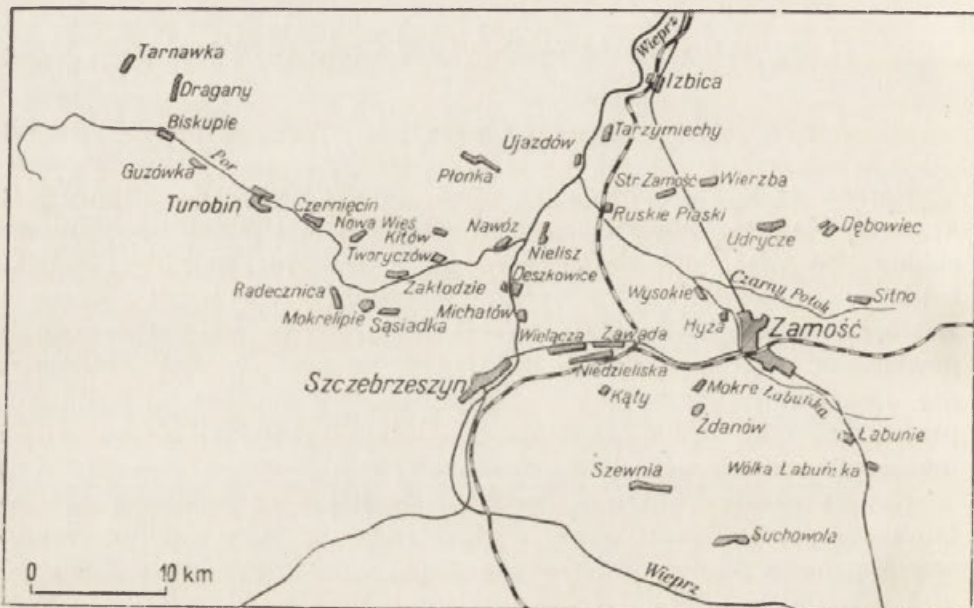 Wieprz
Tarnawka
Izbica
Dragany
Biskupie
Tarzymiechy
Ujazdów
Por
Płonka
Guzówka
Str. Zamość
Wierzba
Turobin
Czernięcin
Ruskie Piaski
Nowa Wieś
Nawóz
Dębowiec
Kitów
Nielisz
Udrycze
Tworyczów
Deszkowice
Czarny Potok
Zakłodzie
Wysokie
Sitno
Radecznica
Mokrelipie
Sąsiadka
Michałów
Hyża
Zamość
Wielącza
Zawada
Niedzieliska
Szczebrzeszyn
Kąty
Mokre
Łabuńka
Zdanów
Łabunie
Szewnia
Wólka Łabuńska
Suchowola
Wieprz
0 10 km